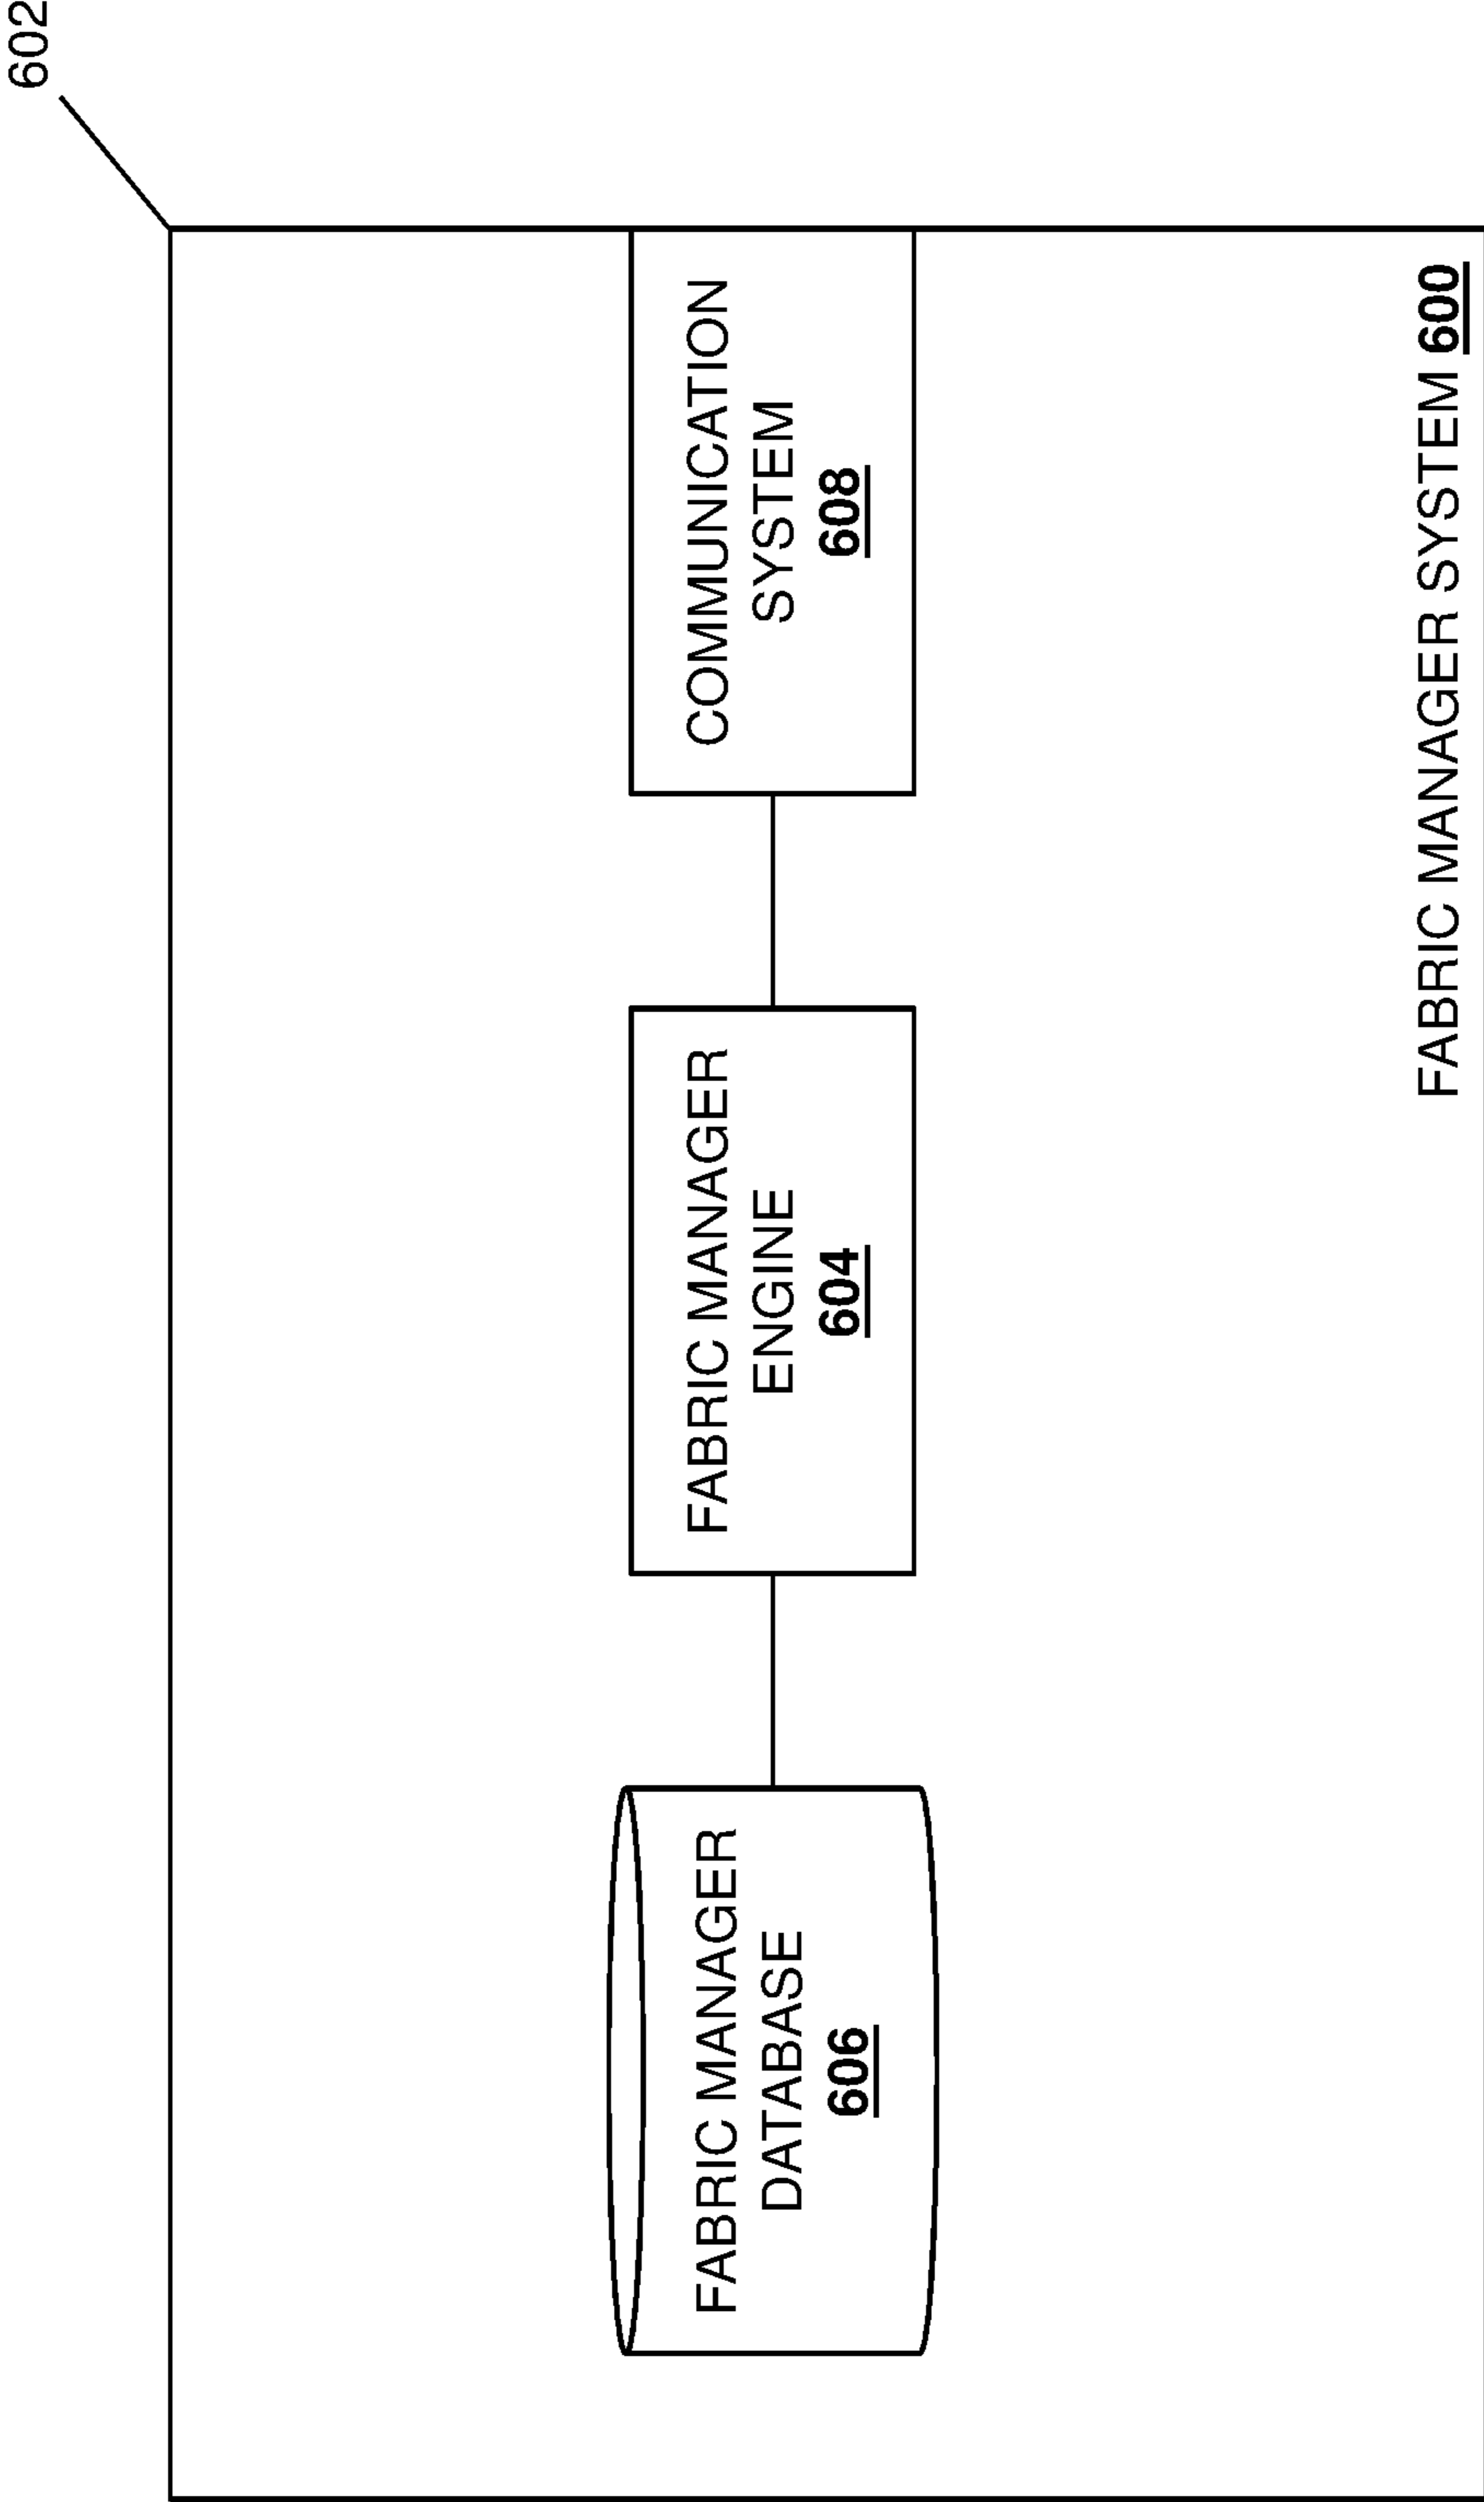 602
FABRIC MANAGER
DATABASE
606
FABRIC MANAGER
ENGINE
604
COMMUNICATION
SYSTEM
608
FABRIC MANAGER SYSTEM 600